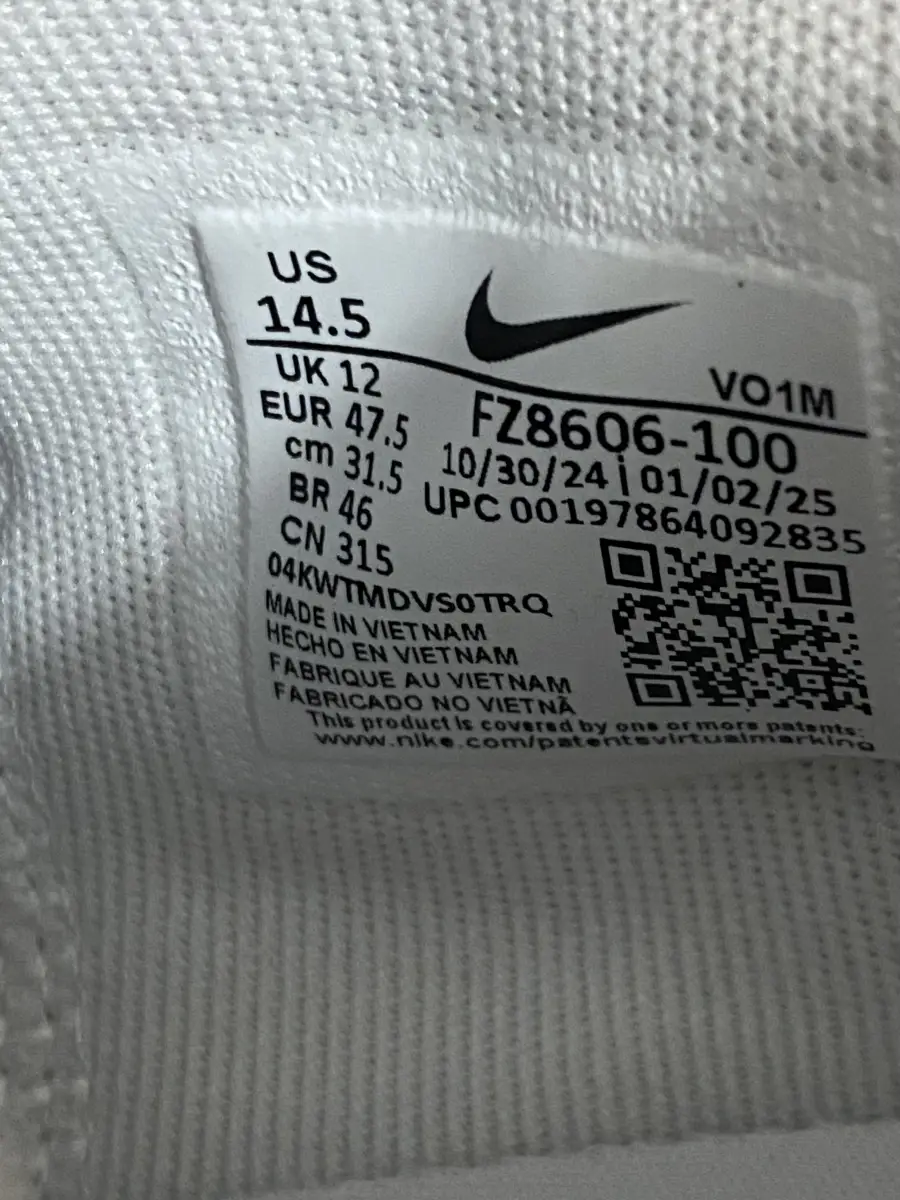 US
14.5
UK 12
EUR 47.5
cm 31.5
BR 46
CN 315
VO1M
FZ8606-100
10/30/24 | 01/02/25
UPC 00197864092835
04KWTMDVS0TRQ
MADE IN VIETNAM
HECHO EN VIETNAM
FABRIQUE AU VIETNAM
FABRICADO NO VIETNÃ
This product is covered by one or more patents:
www.nike.com/patentsvirtualmarking